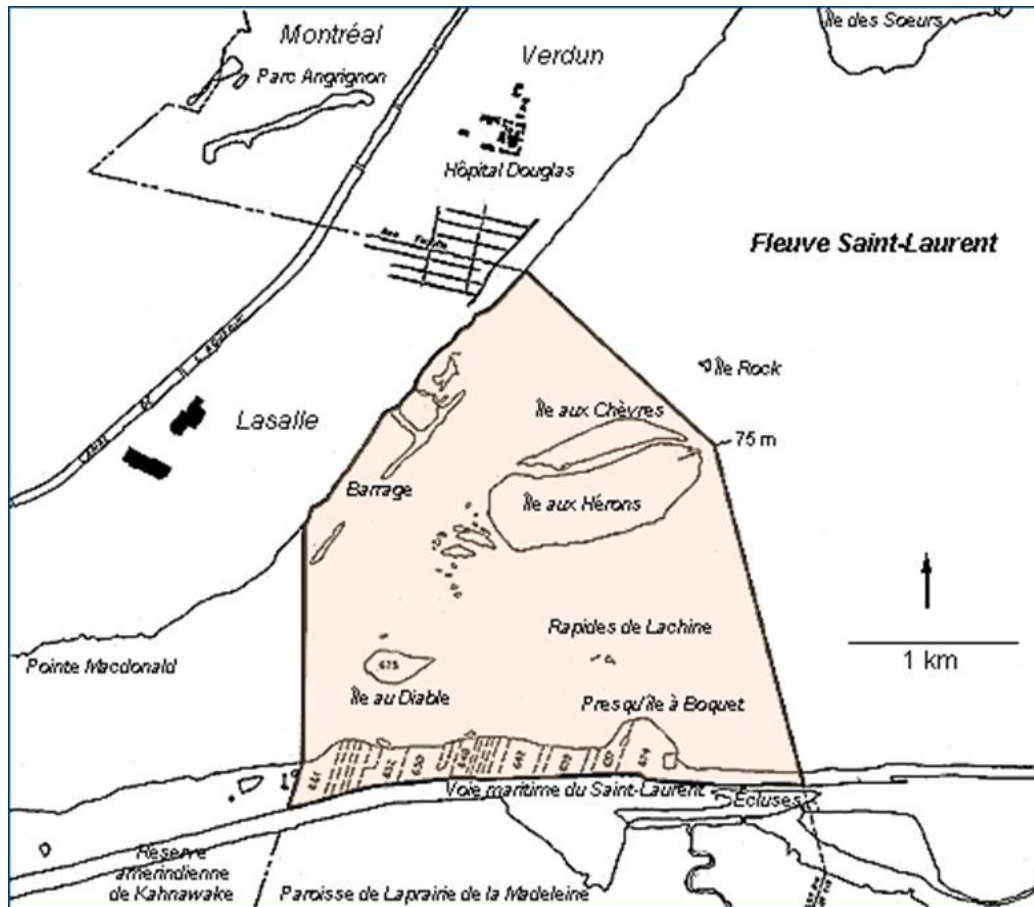 Île des Soeurs
Montréal
Verdun
Parc Angrignon
Hôpital Douglas
Fleuve Saint-Laurent
Île Rock
Île aux Chèvres
75 m
Lasalle
Barrage
Île aux Hérons
Rapides de Lachine
1 km
Pointe Macdonald
675
Île au Diable
Presqu'île à Boquet
Voie maritime du Saint-Laurent
Écluses
Réserve
amérindienne
de Kahnawake
Paroisse de Laprairie de la Madeleine